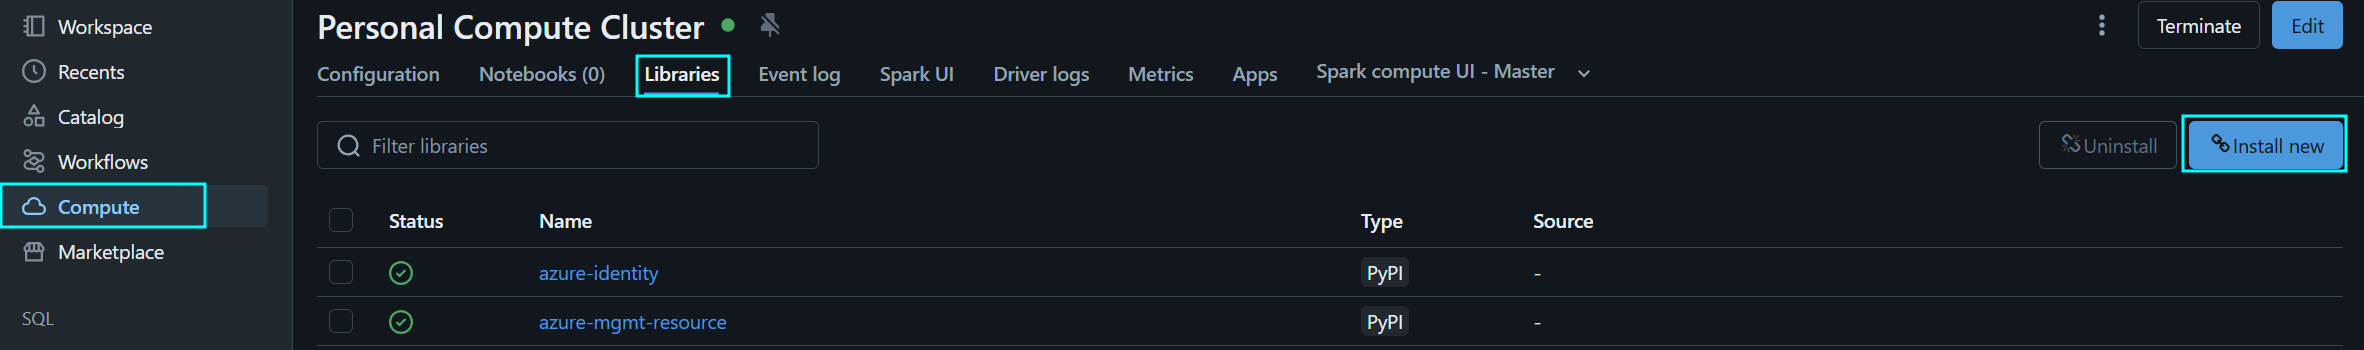 Workspace
Recents
Catalog
Workflows
Compute
Marketplace
SQL
Personal Compute Cluster
Terminate
Edit
Configuration Notebooks (0) Libraries Event log Spark UI Driver logs Metrics Apps Spark compute UI - Master
Filter libraries
Uninstall
Install new
Status Name Type Source
azure-identity PyPI -
azure-mgmt-resource PyPI -